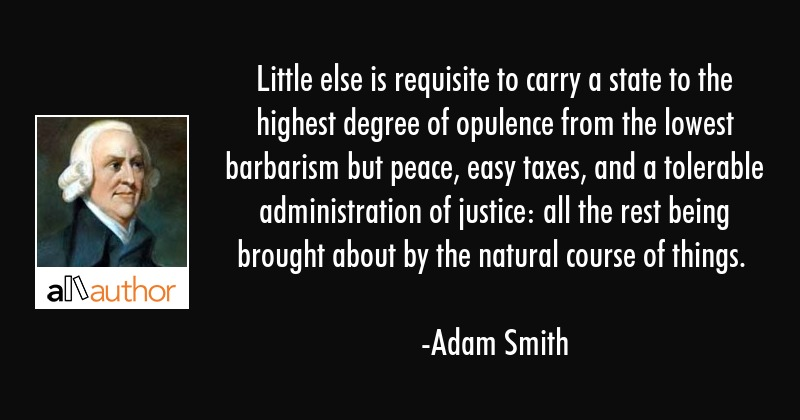 Little else is requisite to carry a state to the
highest degree of opulence from the lowest
barbarism but peace, easy taxes, and a tolerable
administration of justice: all the rest being
brought about by the natural course of things.
-Adam Smith
allauthor